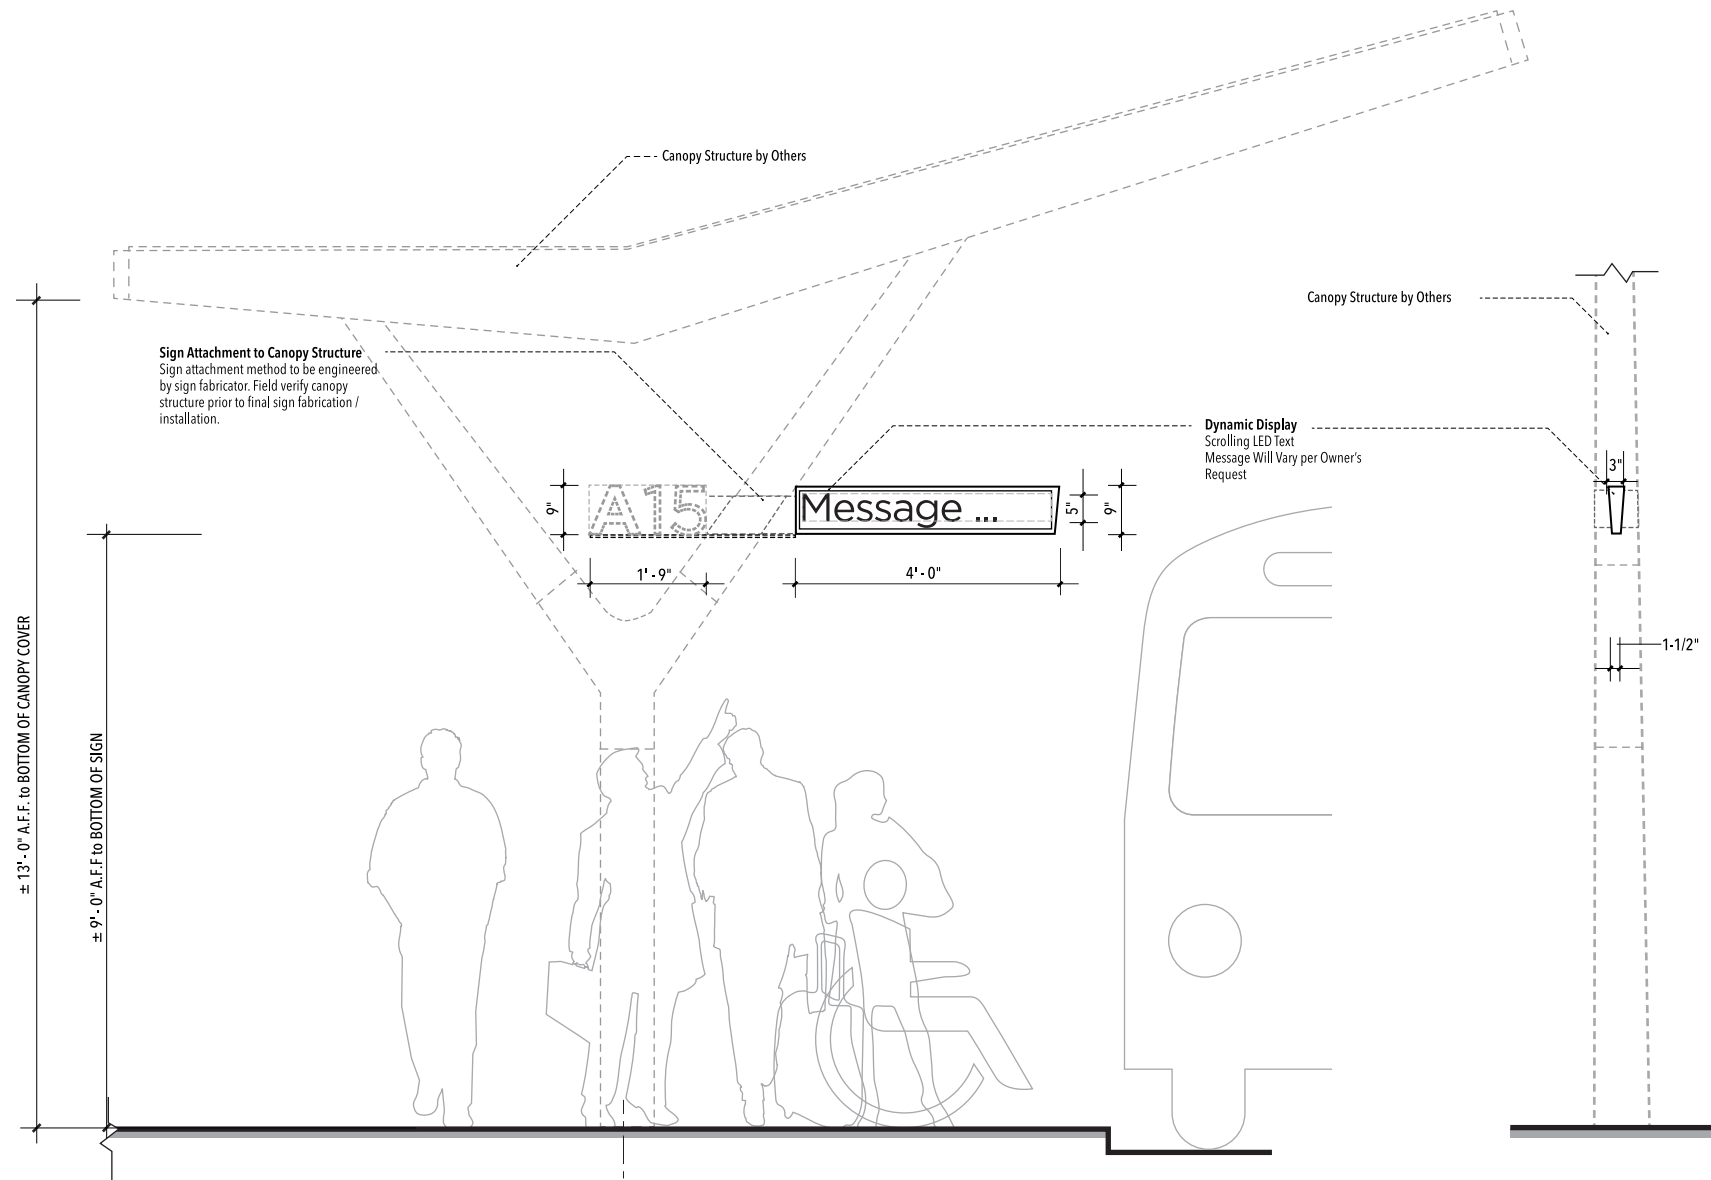 Canopy Structure by Others
Canopy Structure by Others
Sign Attachment to Canopy Structure
Sign attachment method to be engineered
by sign fabricator. Field verify canopy
structure prior to final sign fabrication /
installation.
Dynamic Display
Scrolling LED Text
Message Will Vary per Owner's
Request
3"
9"
A15
Message ...
5"
9"
1' - 9"
4' - 0"
1-1/2"
± 13' - 0" A.F.F. to BOTTOM OF CANOPY COVER
± 9' - 0" A.F.F to BOTTOM OF SIGN